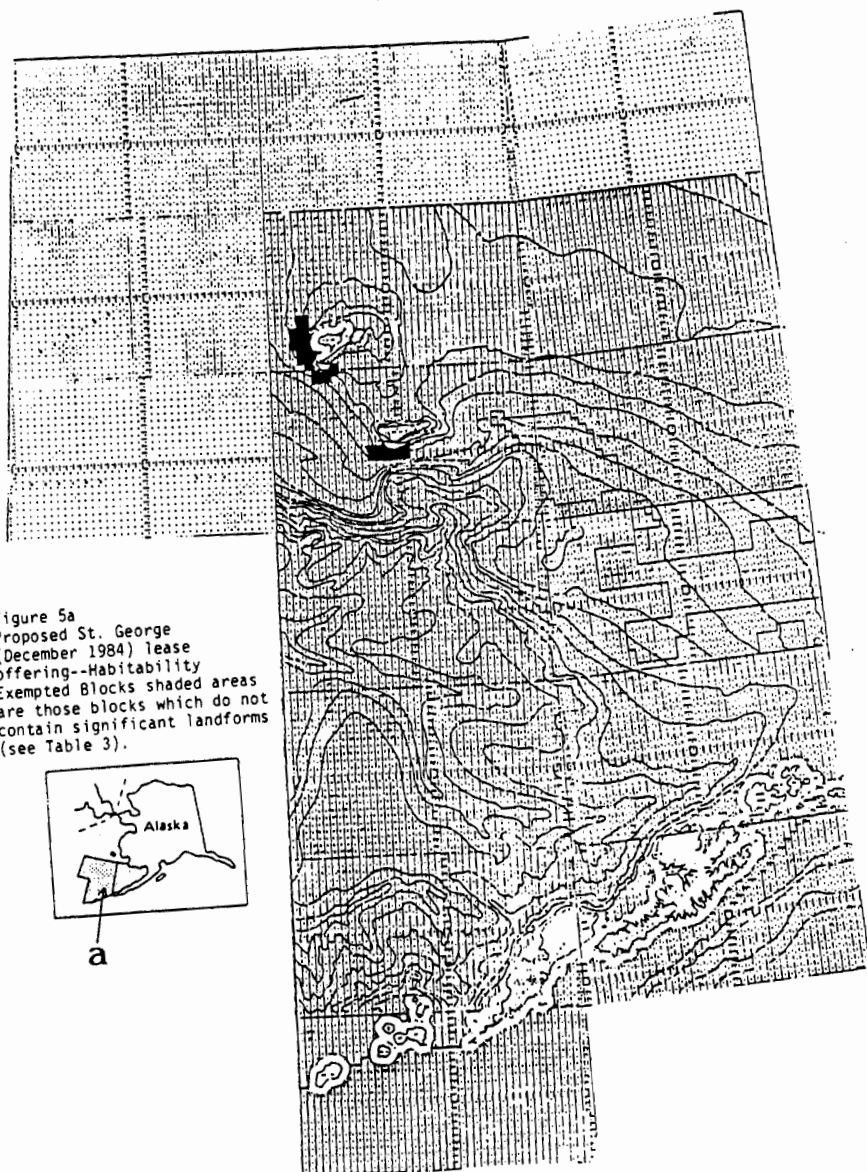 igure 5a
roposed St. George
(December 1984) lease
offering--Habitability
Exempted Blocks shaded areas
are those blocks which do not
contain significant landforms
(see Table 3).
Alaska
a